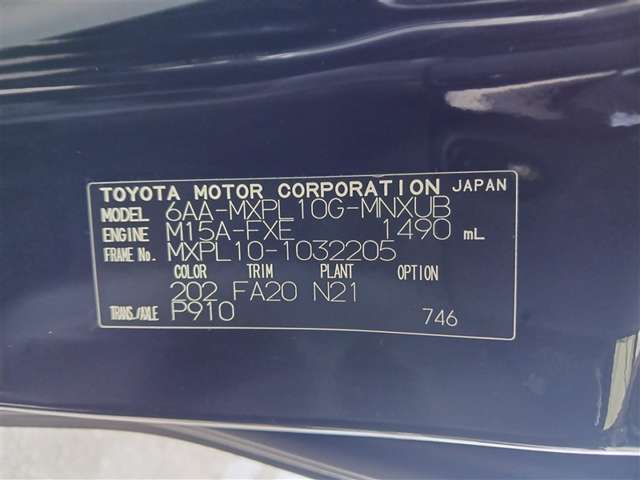 TOYOTA MOTOR CORPORATION JAPAN
MODEL 6AA-MXPL10G-MNXUB
ENGINE M15A-FXE 1490 mL
FRAME No. MXPL10-1032205
COLOR TRIM PLANT OPTION
202 FA20 N21
TRANS./AXLE P910
746